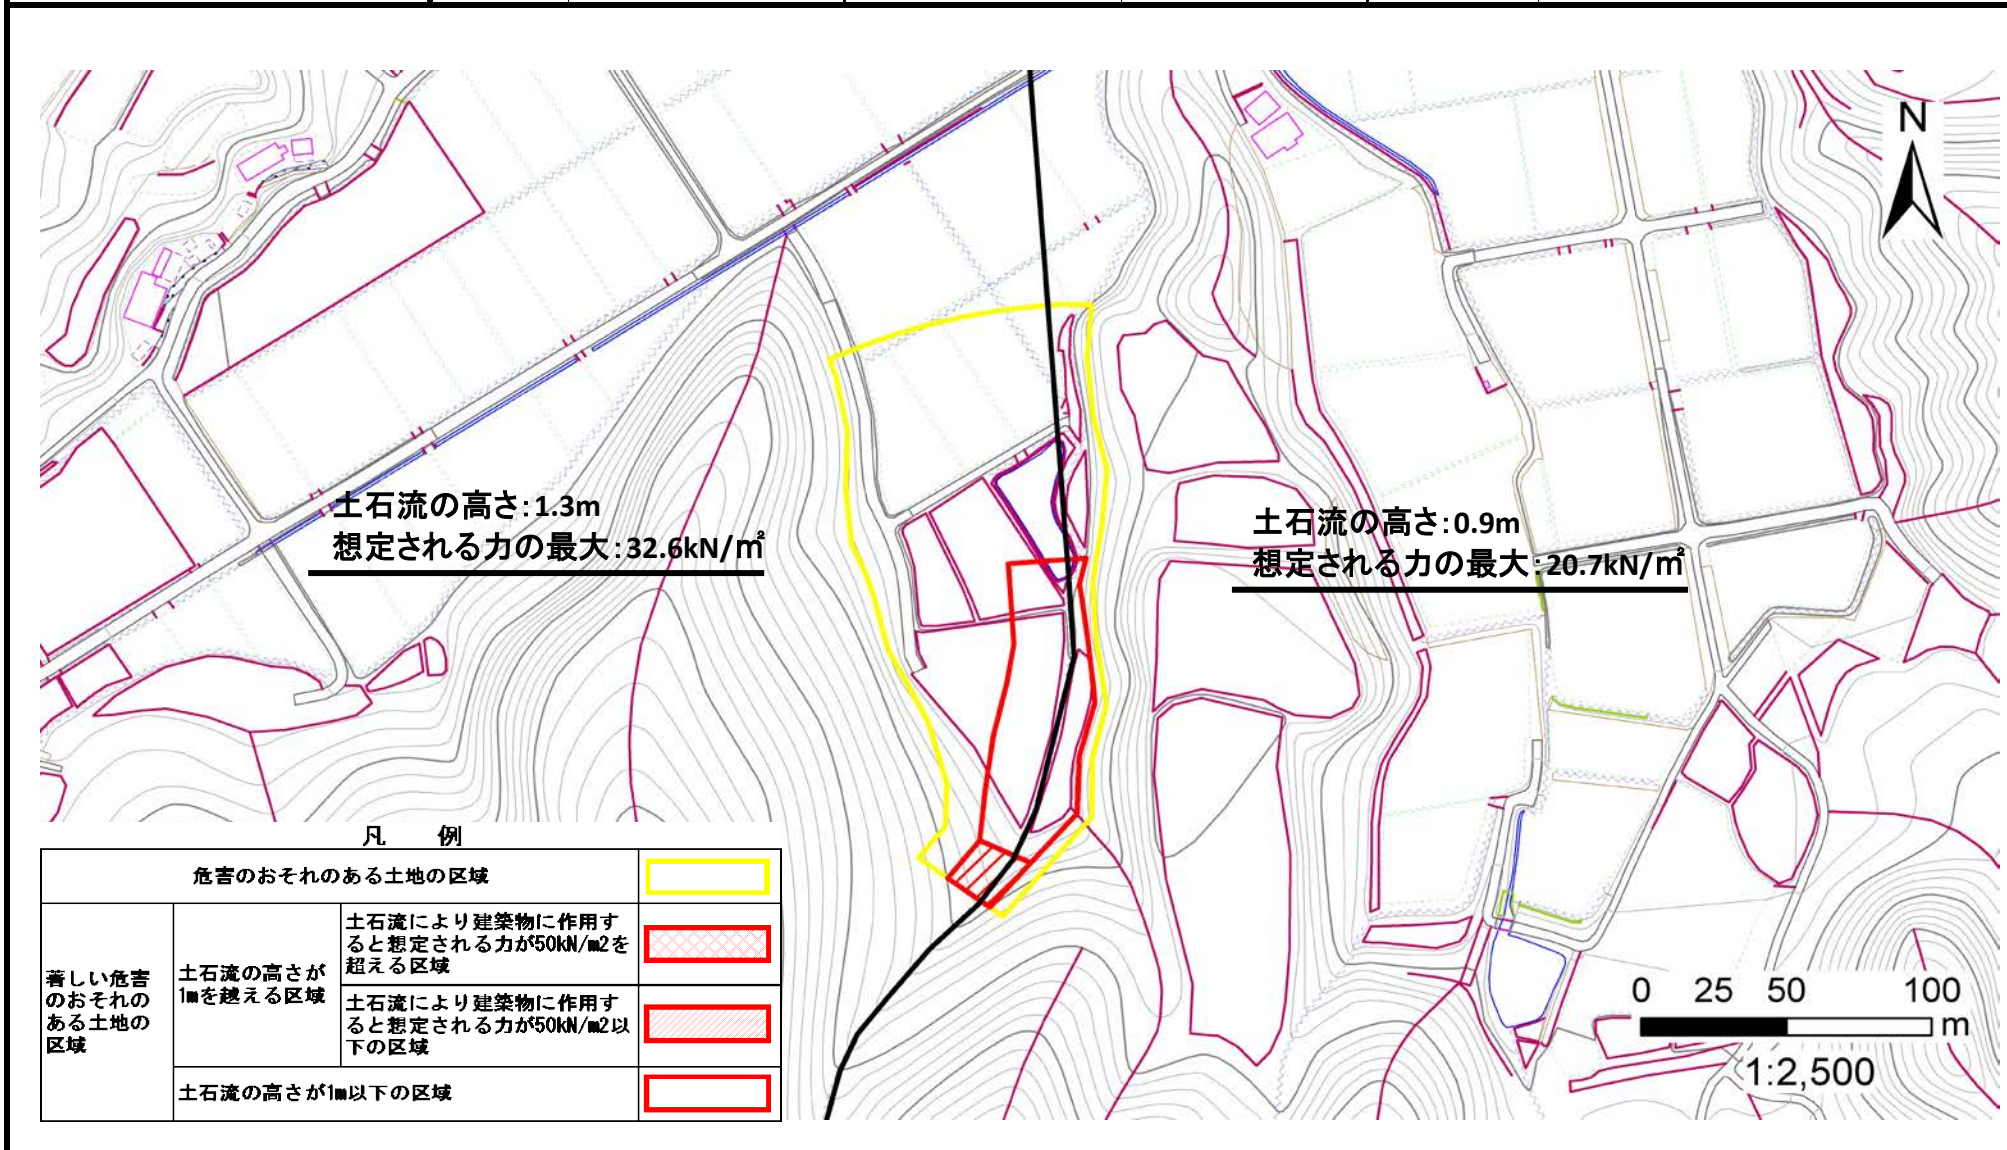 N
土石流の高さ:1.3m
想定される力の最大:32.6kN/㎡
土石流の高さ:0.9m
想定される力の最大:20.7kN/㎡
凡 例
危害のおそれのある土地の区域
著しい危害
のおそれの
ある土地の
区域
土石流の高さが
1mを越える区域
土石流により建築物に作用す
ると想定される力が50kN/m2を
超える区域
土石流により建築物に作用す
ると想定される力が50kN/m2以
下の区域
土石流の高さが1m以下の区域
0 25 50 100
m
1:2,500